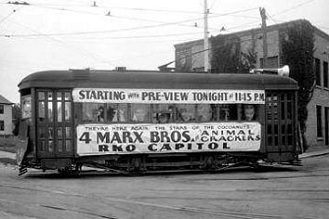 STARTING WITH PRE-VIEW TONIGHT AT 11:15 P.M.
THEY'RE HERE AGAIN THE STARS OF THE COCOANUTS
4 MARX BROS. IN ANIMAL CRACKERS
RKO CAPITOL